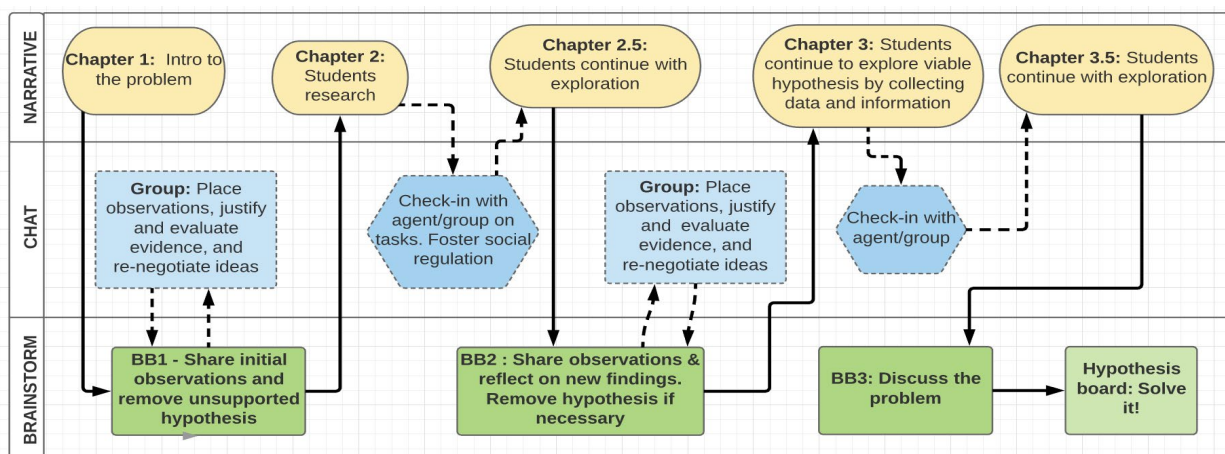 NARRATIVE
Chapter 1: Intro to
the problem
Chapter 2:
Students
research
Chapter 2.5:
Students continue with
exploration
Chapter 3: Students
continue to explore viable
hypothesis by collecting
data and information
Chapter 3.5: Students
continue with exploration
CHAT
Group: Place
observations, justify
and evaluate
evidence, and
re-negotiate ideas
Check-in with
agent/group on
tasks. Foster social
regulation
Group: Place
observations, justify
and evaluate
evidence, and
re-negotiate ideas
Check-in with
agent/group
BRAINSTORM
BB1 - Share initial
observations and
remove unsupported
hypothesis
BB2 : Share observations &
reflect on new findings.
Remove hypothesis if
necessary
BB3: Discuss the
problem
Hypothesis
board: Solve
it!